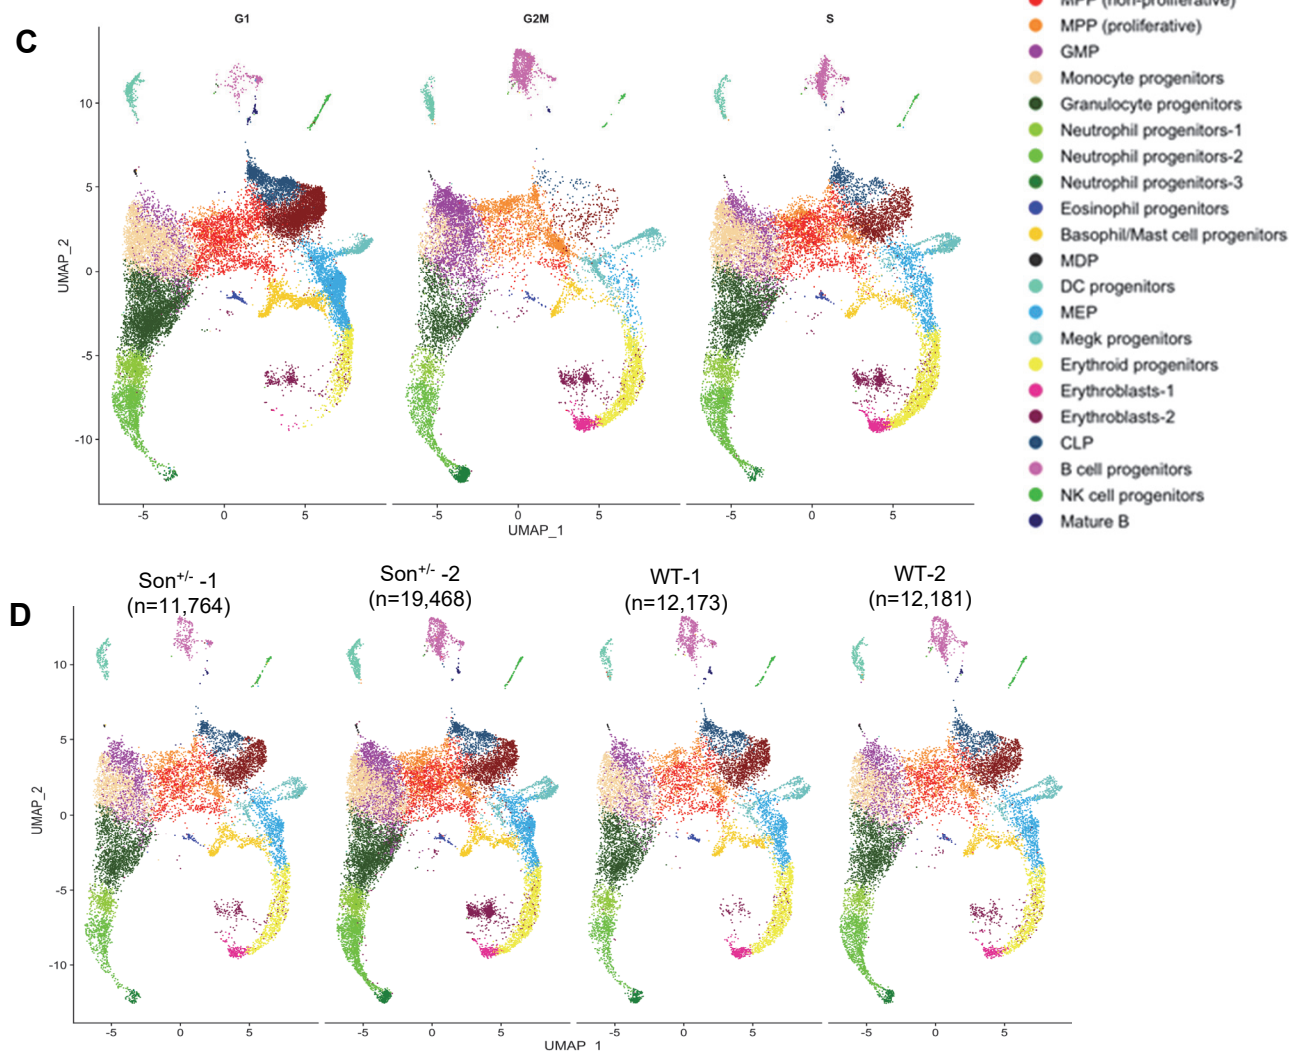 C
G1
G2M
S
MPP (non-proliferative)
MPP (proliferative)
GMP
Monocyte progenitors
Granulocyte progenitors
Neutrophil progenitors-1
Neutrophil progenitors-2
Neutrophil progenitors-3
Eosinophil progenitors
Basophil/Mast cell progenitors
MDP
DC progenitors
MEP
Megk progenitors
Erythroid progenitors
Erythroblasts-1
Erythroblasts-2
CLP
B cell progenitors
NK cell progenitors
Mature B
UMAP_2
10
5
0
-5
-10
-5 0 5 -5 0 5 -5 0 5
UMAP_1
D
Son+/- -1
(n=11,764)
Son+/- -2
(n=19,468)
WT-1
(n=12,173)
WT-2
(n=12,181)
UMAP_2
10
5
0
-5
-10
-5 0 5 -5 0 5 -5 0 5 -5 0 5
UMAP_1